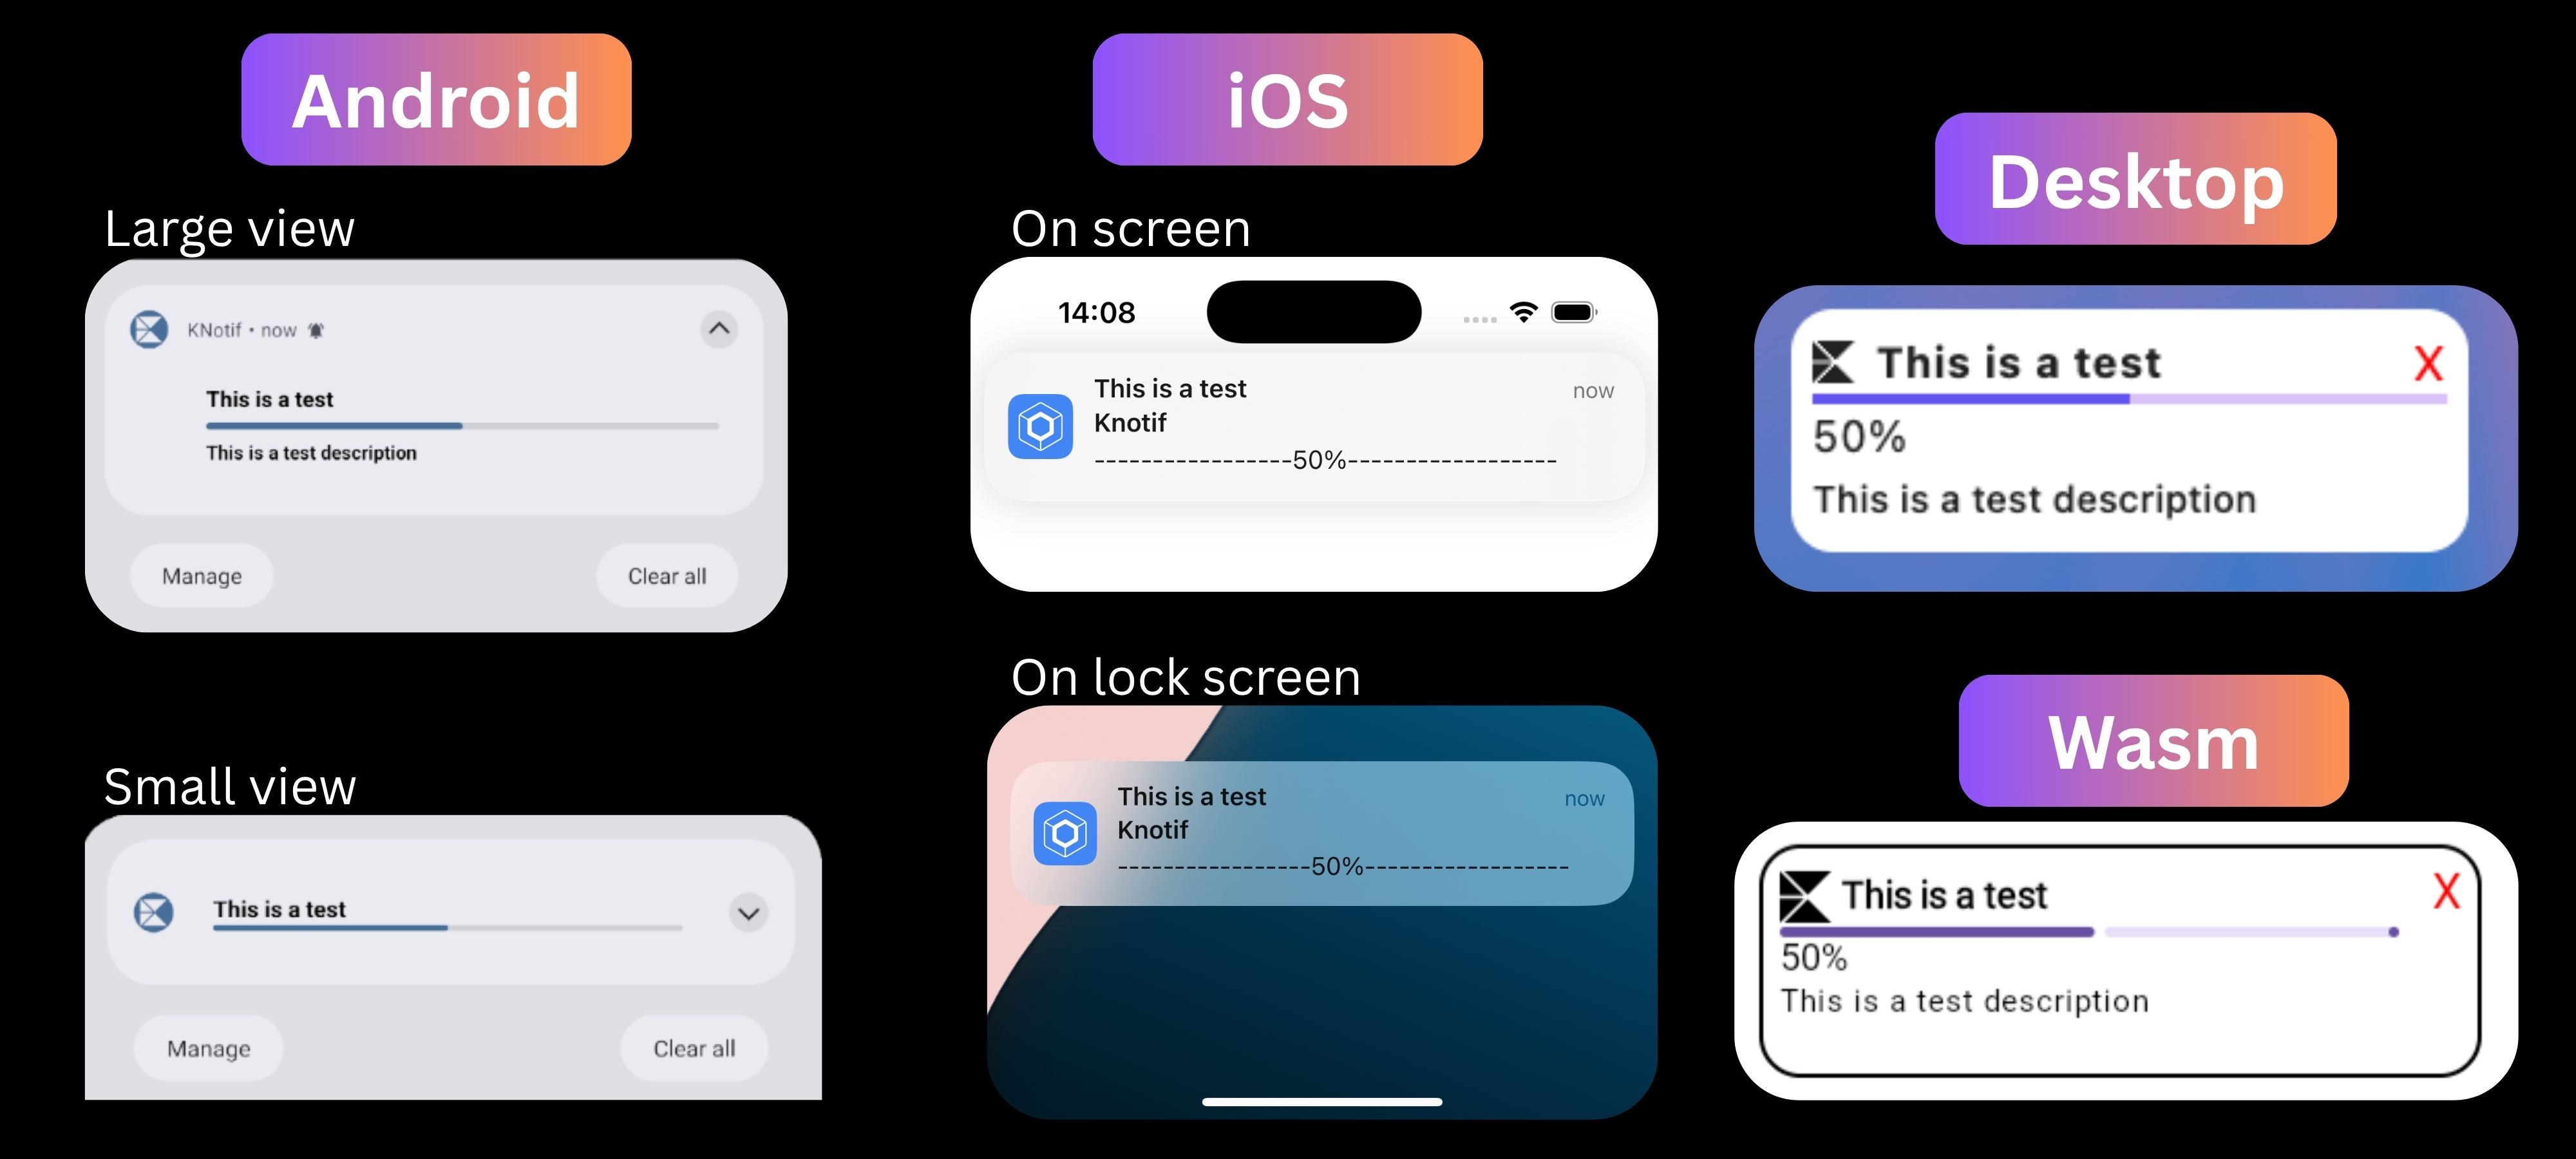 Android
Large view
KNotif • now
This is a test
This is a test description
Manage
Clear all
Small view
This is a test
Manage
Clear all
iOS
On screen
14:08
This is a test
now
Knotif
-----------------50%------------------
On lock screen
This is a test
now
Knotif
-----------------50%------------------
Desktop
This is a test
X
50%
This is a test description
Wasm
This is a test
X
50%
This is a test description